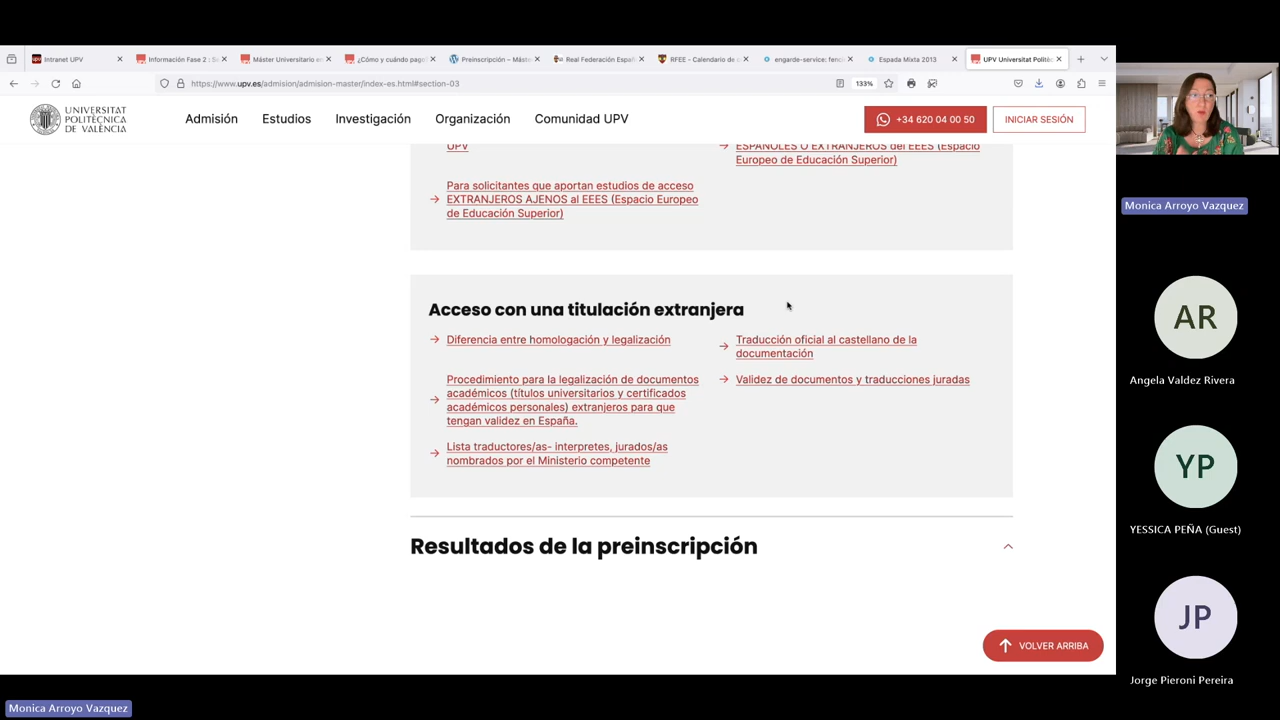 Intranet UPV
Información Fase 2 : S
Máster Universitario e
¿Cómo y cuándo pago
Preinscripción – Mást
Real Federación Espa
RFEE - Calendario de
engarde-service: fen
Espada Mixta 2013
UPV Universitat Politè
https://www.upv.es/admision/admision-master/index-es.html#section-03
133%
UNIVERSITAT
POLITÈCNICA
DE VALÈNCIA
Admisión
Estudios
Investigación
Organización
Comunidad UPV
+34 620 04 00 50
INICIAR SESIÓN
UPV
ESPAÑOLES O EXTRANJEROS del EEES (Espacio
Europeo de Educación Superior)
Para solicitantes que aportan estudios de acceso
EXTRANJEROS AJENOS al EEES (Espacio Europeo
de Educación Superior)
Acceso con una titulación extranjera
Diferencia entre homologación y legalización
Traducción oficial al castellano de la
documentación
Procedimiento para la legalización de documentos
académicos (títulos universitarios y certificados
académicos personales) extranjeros para que
tengan validez en España.
Validez de documentos y traducciones juradas
Lista traductores/as- interpretes, jurados/as
nombrados por el Ministerio competente
Resultados de la preinscripción
VOLVER ARRIBA
Monica Arroyo Vazquez
AR
Angela Valdez Rivera
YP
YESSICA PEÑA (Guest)
JP
Jorge Pieroni Pereira
Monica Arroyo Vazquez